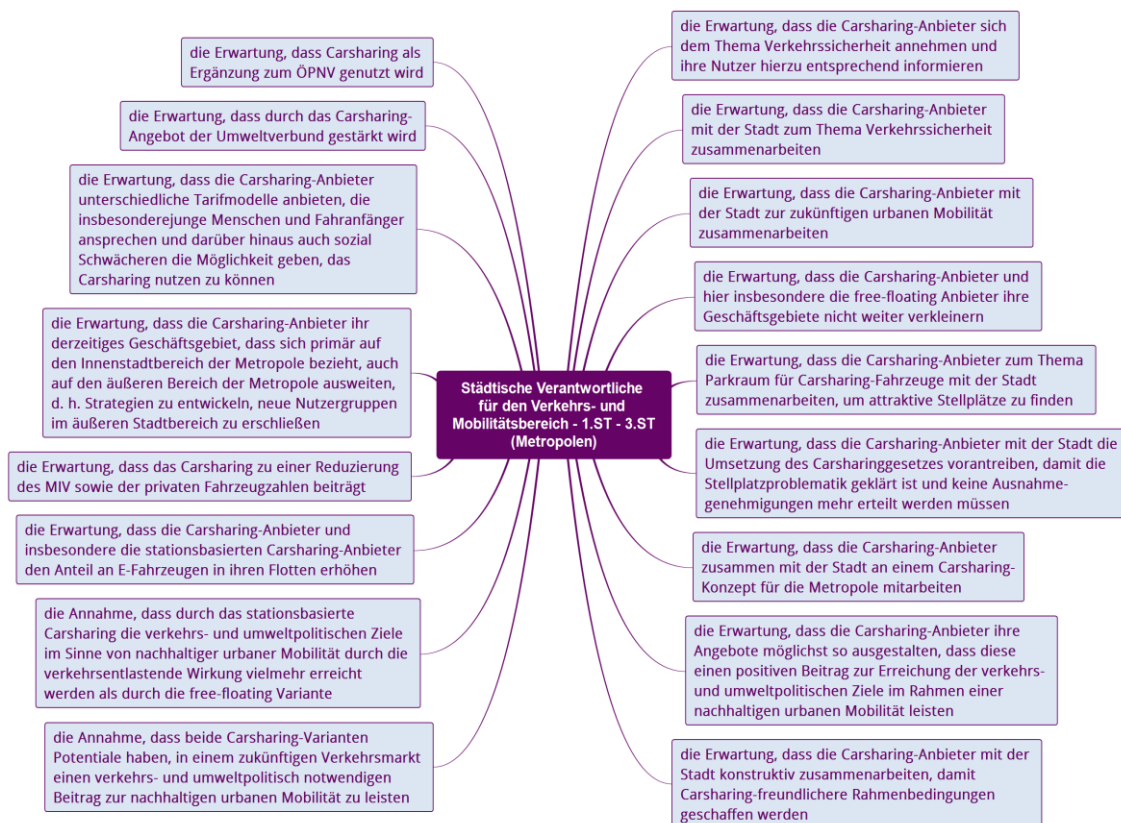 die Erwartung, dass Carsharing als
Ergänzung zum ÖPNV genutzt wird
die Erwartung, dass durch das Carsharing-
Angebot der Umweltverbund gestärkt wird
die Erwartung, dass die Carsharing-Anbieter
unterschiedliche Tarifmodelle anbieten, die
insbesonderejunge Menschen und Fahranfänger
ansprechen und darüber hinaus auch sozial
Schwächeren die Möglichkeit geben, das
Carsharing nutzen zu können
die Erwartung, dass die Carsharing-Anbieter ihr
derzeitiges Geschäftsgebiet, dass sich primär auf
den Innenstadtbereich der Metropole bezieht, auch
auf den äußeren Bereich der Metropole ausweiten,
d. h. Strategien zu entwickeln, neue Nutzergruppen
im äußeren Stadtbereich zu erschließen
die Erwartung, dass das Carsharing zu einer Reduzierung
des MIV sowie der privaten Fahrzeugzahlen beiträgt
die Erwartung, dass die Carsharing-Anbieter und
insbesondere die stationsbasierten Carsharing-Anbieter
den Anteil an E-Fahrzeugen in ihren Flotten erhöhen
die Annahme, dass durch das stationsbasierte
Carsharing die verkehrs- und umweltpolitischen Ziele
im Sinne von nachhaltiger urbaner Mobilität durch die
verkehrsentlastende Wirkung vielmehr erreicht
werden als durch die free-floating Variante
die Annahme, dass beide Carsharing-Varianten
Potentiale haben, in einem zukünftigen Verkehrsmarkt
einen verkehrs- und umweltpolitisch notwendigen
Beitrag zur nachhaltigen urbanen Mobilität zu leisten
Städtische Verantwortliche
für den Verkehrs- und
Mobilitätsbereich - 1.ST - 3.ST
(Metropolen)
die Erwartung, dass die Carsharing-Anbieter sich
dem Thema Verkehrssicherheit annehmen und
ihre Nutzer hierzu entsprechend informieren
die Erwartung, dass die Carsharing-Anbieter
mit der Stadt zum Thema Verkehrssicherheit
zusammenarbeiten
die Erwartung, dass die Carsharing-Anbieter mit
der Stadt zur zukünftigen urbanen Mobilität
zusammenarbeiten
die Erwartung, dass die Carsharing-Anbieter und
hier insbesondere die free-floating Anbieter ihre
Geschäftsgebiete nicht weiter verkleinern
die Erwartung, dass die Carsharing-Anbieter zum Thema
Parkraum für Carsharing-Fahrzeuge mit der Stadt
zusammenarbeiten, um attraktive Stellplätze zu finden
die Erwartung, dass die Carsharing-Anbieter mit der Stadt die
Umsetzung des Carsharinggesetzes vorantreiben, damit die
Stellplatzproblematik geklärt ist und keine Ausnahme-
genehmigungen mehr erteilt werden müssen
die Erwartung, dass die Carsharing-Anbieter
zusammen mit der Stadt an einem Carsharing-
Konzept für die Metropole mitarbeiten
die Erwartung, dass die Carsharing-Anbieter ihre
Angebote möglichst so ausgestalten, dass diese
einen positiven Beitrag zur Erreichung der verkehrs-
und umweltpolitischen Ziele im Rahmen einer
nachhaltigen urbanen Mobilität leisten
die Erwartung, dass die Carsharing-Anbieter mit der
Stadt konstruktiv zusammenarbeiten, damit
Carsharing-freundlichere Rahmenbedingungen
geschaffen werden